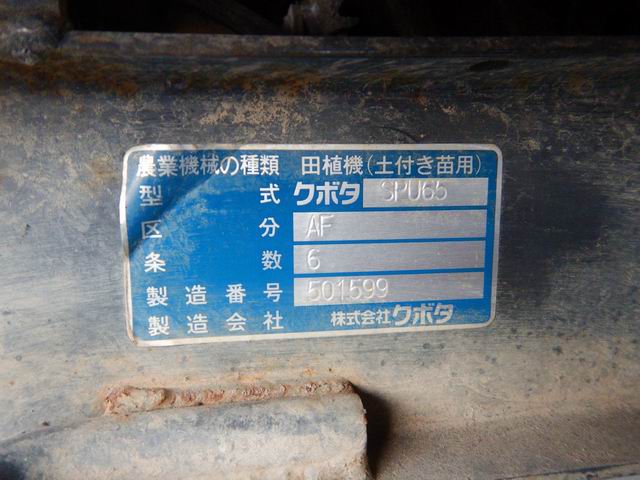 農業機械の種類 田植機(土付き苗用)
型式 クボタ SPU65
区分 AF
条数 6
製造番号 501599
製造会社 株式会社クボタ